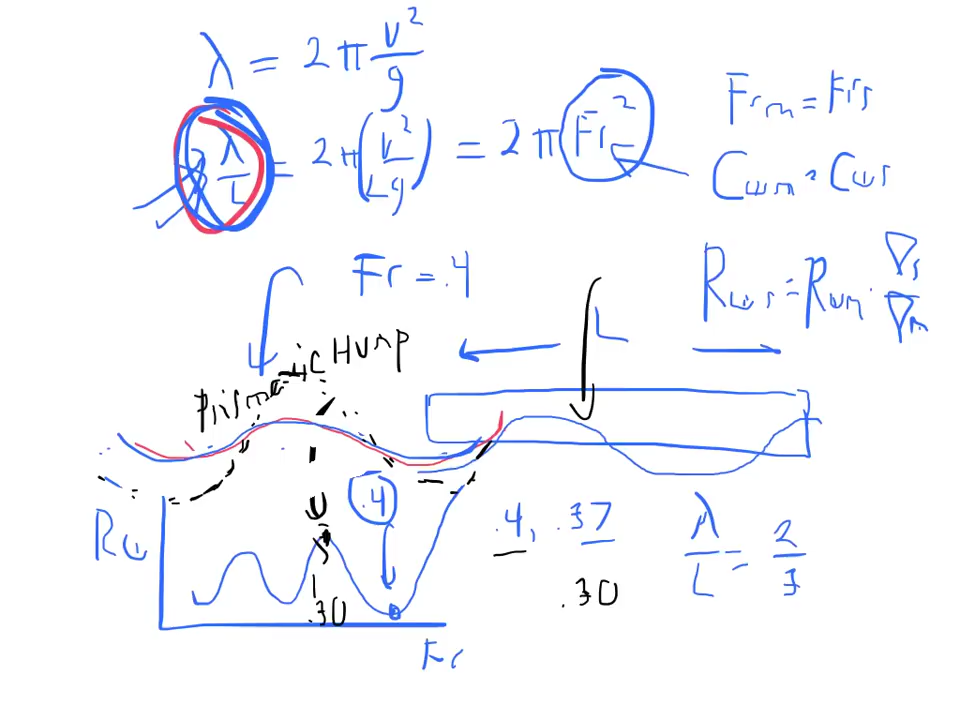 λ = 2π v²/g
λ/L = 2π(v²/Lg) = 2π Fr²
Frm = Frs
Cwm = Cws
Fr = .4
Rws = Rwm · ∇s/∇m
L
Prismatic Hump
.4
.4, .37
λ/L = 2/3
.30
Rw
.30
Fr